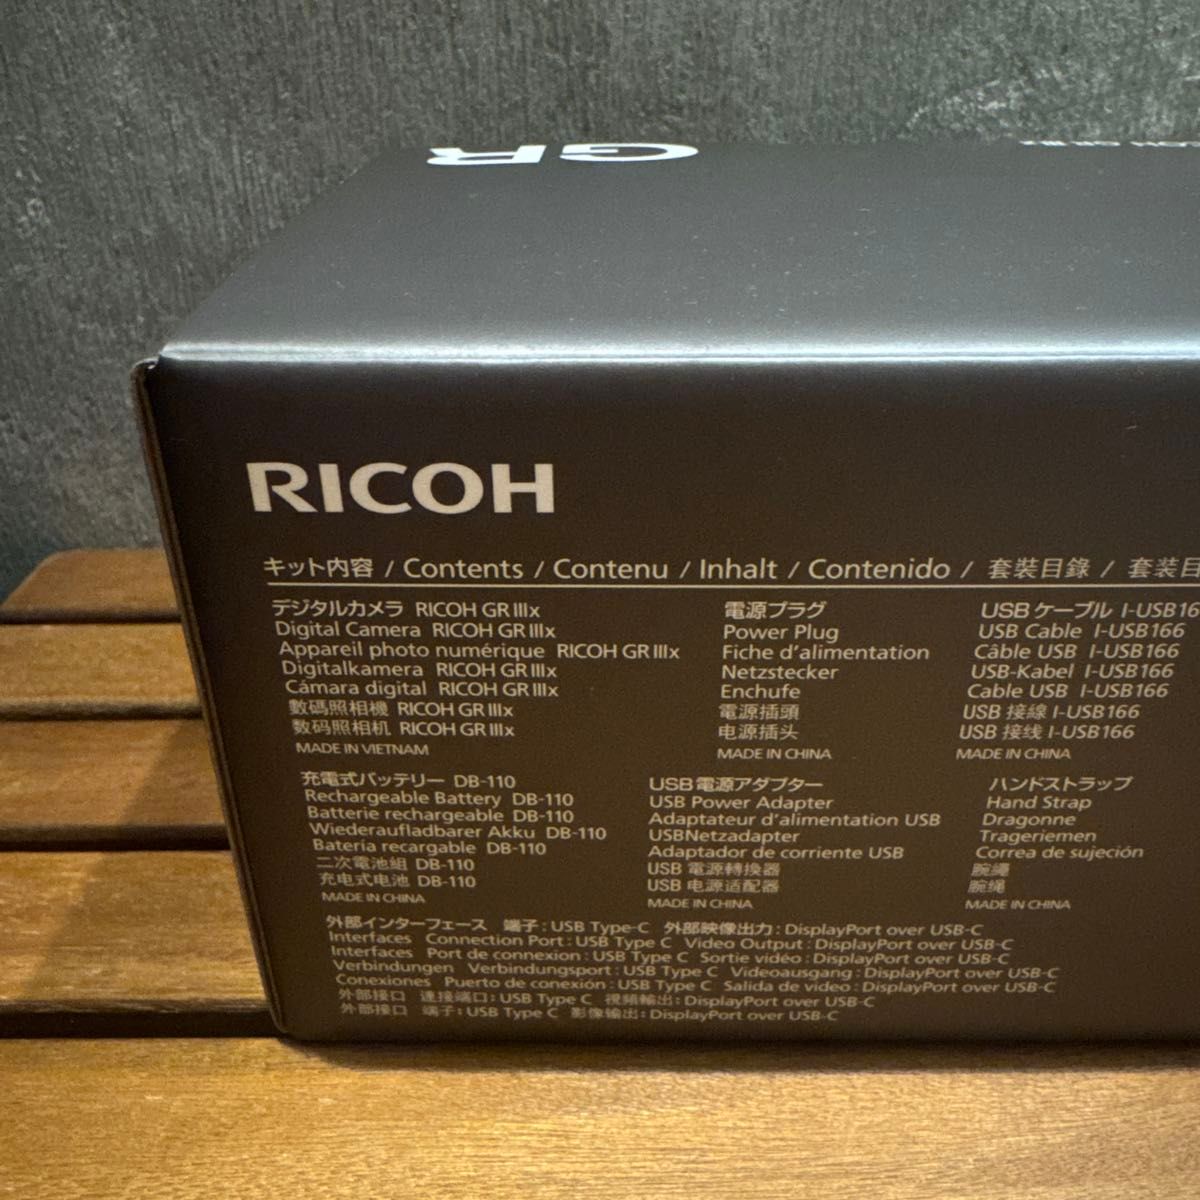 GR
RICOH
キット内容 / Contents / Contenu / Inhalt / Contenido / 套裝目錄 / 套装目
デジタルカメラ RICOH GR IIIx
Digital Camera RICOH GR IIIx
Appareil photo numérique RICOH GR IIIx
Digitalkamera RICOH GR IIIx
Cámara digital RICOH GR IIIx
數碼照相機 RICOH GR IIIx
数码照相机 RICOH GR IIIx
MADE IN VIETNAM
電源プラグ
Power Plug
Fiche d'alimentation
Netzstecker
Enchufe
電源插頭
电源插头
MADE IN CHINA
USB ケーブル I-USB16
USB Cable I-USB166
Câble USB I-USB166
USB-Kabel I-USB166
Cable USB I-USB166
USB 接線 I-USB166
USB 接线 I-USB166
MADE IN CHINA
充電式バッテリー DB-110
Rechargeable Battery DB-110
Batterie rechargeable DB-110
Wiederaufladbarer Akku DB-110
Batería recargable DB-110
二次電池組 DB-110
充电式电池 DB-110
MADE IN CHINA
USB 電源アダプター
USB Power Adapter
Adaptateur d'alimentation USB
USBNetzadapter
Adaptador de corriente USB
USB 電源轉換器
USB 电源适配器
MADE IN CHINA
ハンドストラップ
Hand Strap
Dragonne
Trageriemen
Correa de sujeción
腕繩
腕绳
MADE IN CHINA
外部インターフェース 端子 : USB Type-C 外部映像出力 : DisplayPort over USB-C
Interfaces Connection Port : USB Type C Video Output : DisplayPort over USB-C
Interfaces Port de connexion : USB Type C Sortie vidéo : DisplayPort over USB-C
Verbindungen Verbindungsport : USB Type C Videoausgang : DisplayPort over USB-C
Conexiones Puerto de conexión : USB Type C Salida de video : DisplayPort over USB-C
外部接口 連接端口 : USB Type C 視頻輸出 : DisplayPort over USB-C
外部接口 端子 : USB Type C 影像输出 : DisplayPort over USB-C